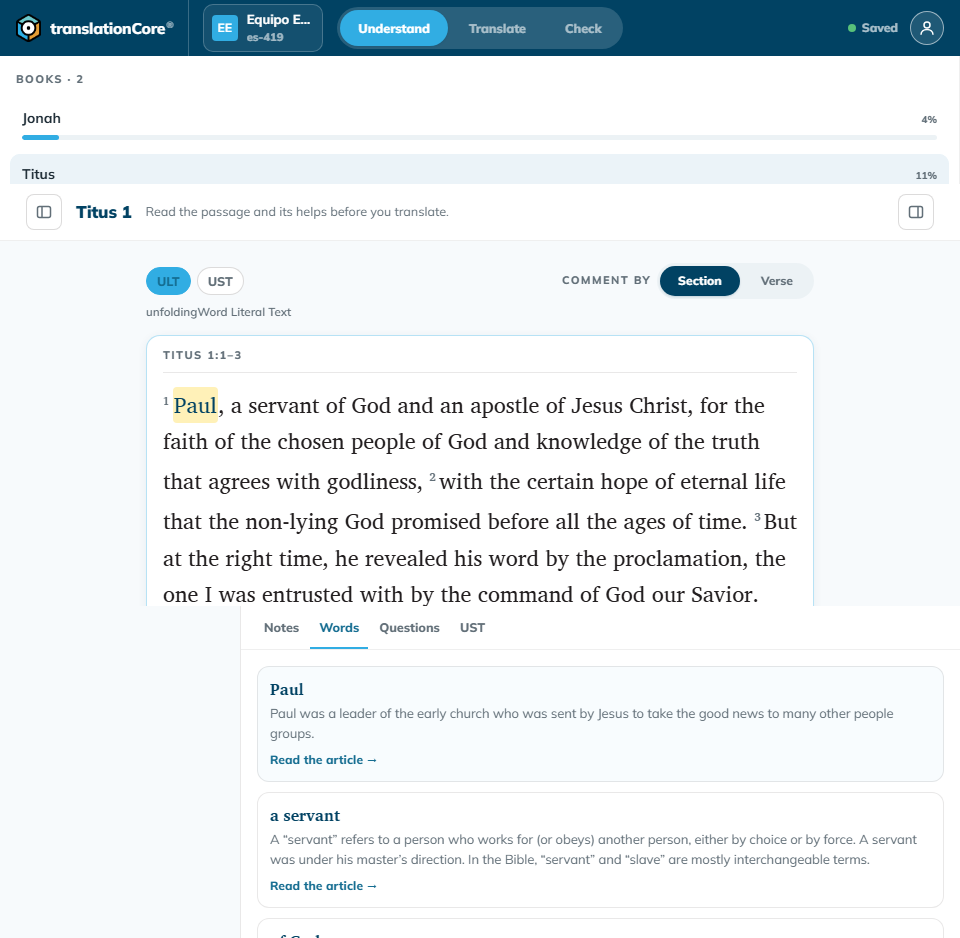 translationCore®
EE
Equipo E...
es-419
Understand
Translate
Check
Saved
BOOKS · 2
Jonah
4%
Titus
11%
Titus 1
Read the passage and its helps before you translate.
ULT
UST
COMMENT BY
Section
Verse
unfoldingWord Literal Text
TITUS 1:1–3
1 Paul, a servant of God and an apostle of Jesus Christ, for the
faith of the chosen people of God and knowledge of the truth
that agrees with godliness, 2 with the certain hope of eternal life
that the non-lying God promised before all the ages of time. 3 But
at the right time, he revealed his word by the proclamation, the
one I was entrusted with by the command of God our Savior.
Notes
Words
Questions
UST
Paul
Paul was a leader of the early church who was sent by Jesus to take the good news to many other people
groups.
Read the article →
a servant
A “servant” refers to a person who works for (or obeys) another person, either by choice or by force. A servant
was under his master’s direction. In the Bible, “servant” and “slave” are mostly interchangeable terms.
Read the article →